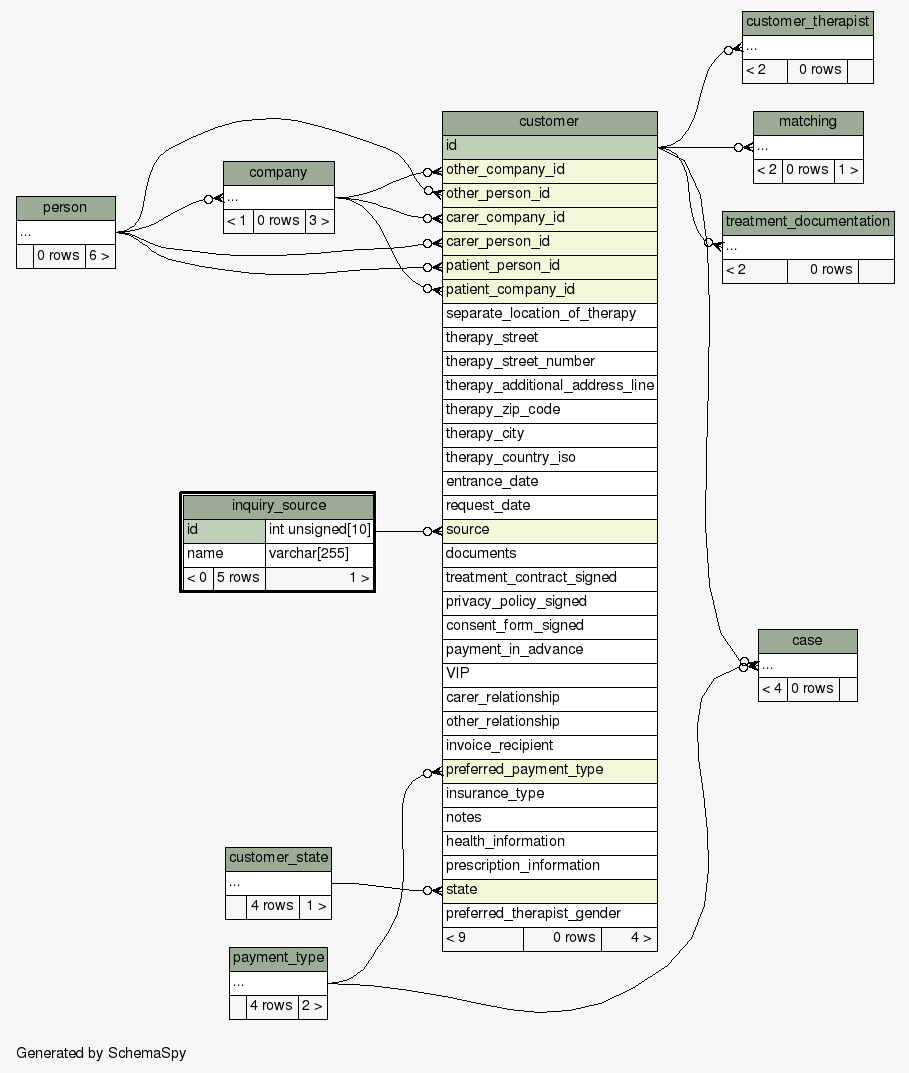 customer_therapist
...
< 2 0 rows
customer
id
other_company_id
other_person_id
carer_company_id
carer_person_id
patient_person_id
patient_company_id
separate_location_of_therapy
therapy_street
therapy_street_number
therapy_additional_address_line
therapy_zip_code
therapy_city
therapy_country_iso
entrance_date
request_date
source
documents
treatment_contract_signed
privacy_policy_signed
consent_form_signed
payment_in_advance
VIP
carer_relationship
other_relationship
invoice_recipient
preferred_payment_type
insurance_type
notes
health_information
prescription_information
state
preferred_therapist_gender
< 9 0 rows 4 >
matching
...
< 2 0 rows 1 >
company
...
< 1 0 rows 3 >
person
...
0 rows 6 >
treatment_documentation
...
< 2 0 rows
inquiry_source
id int unsigned[10]
name varchar[255]
< 0 5 rows 1 >
case
...
< 4 0 rows
customer_state
...
4 rows 1 >
payment_type
...
4 rows 2 >
Generated by SchemaSpy